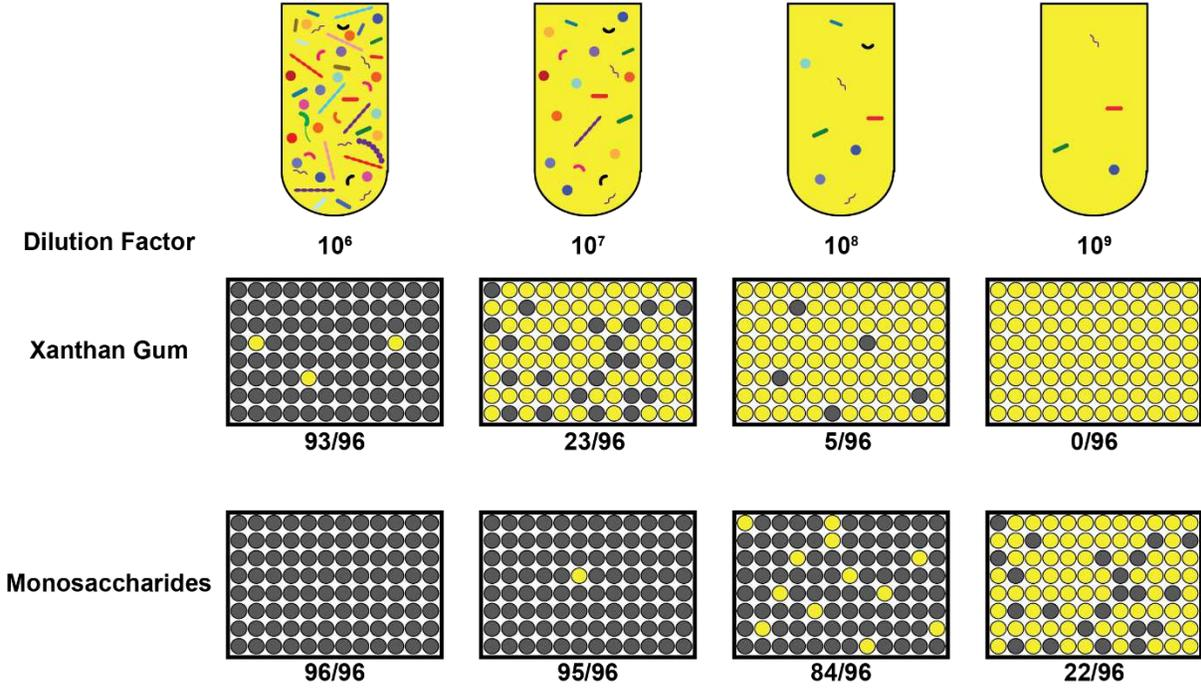 Dilution Factor 10⁶ 10⁷ 10⁸ 10⁹
Xanthan Gum
93/96 23/96 5/96 0/96
Monosaccharides
96/96 95/96 84/96 22/96